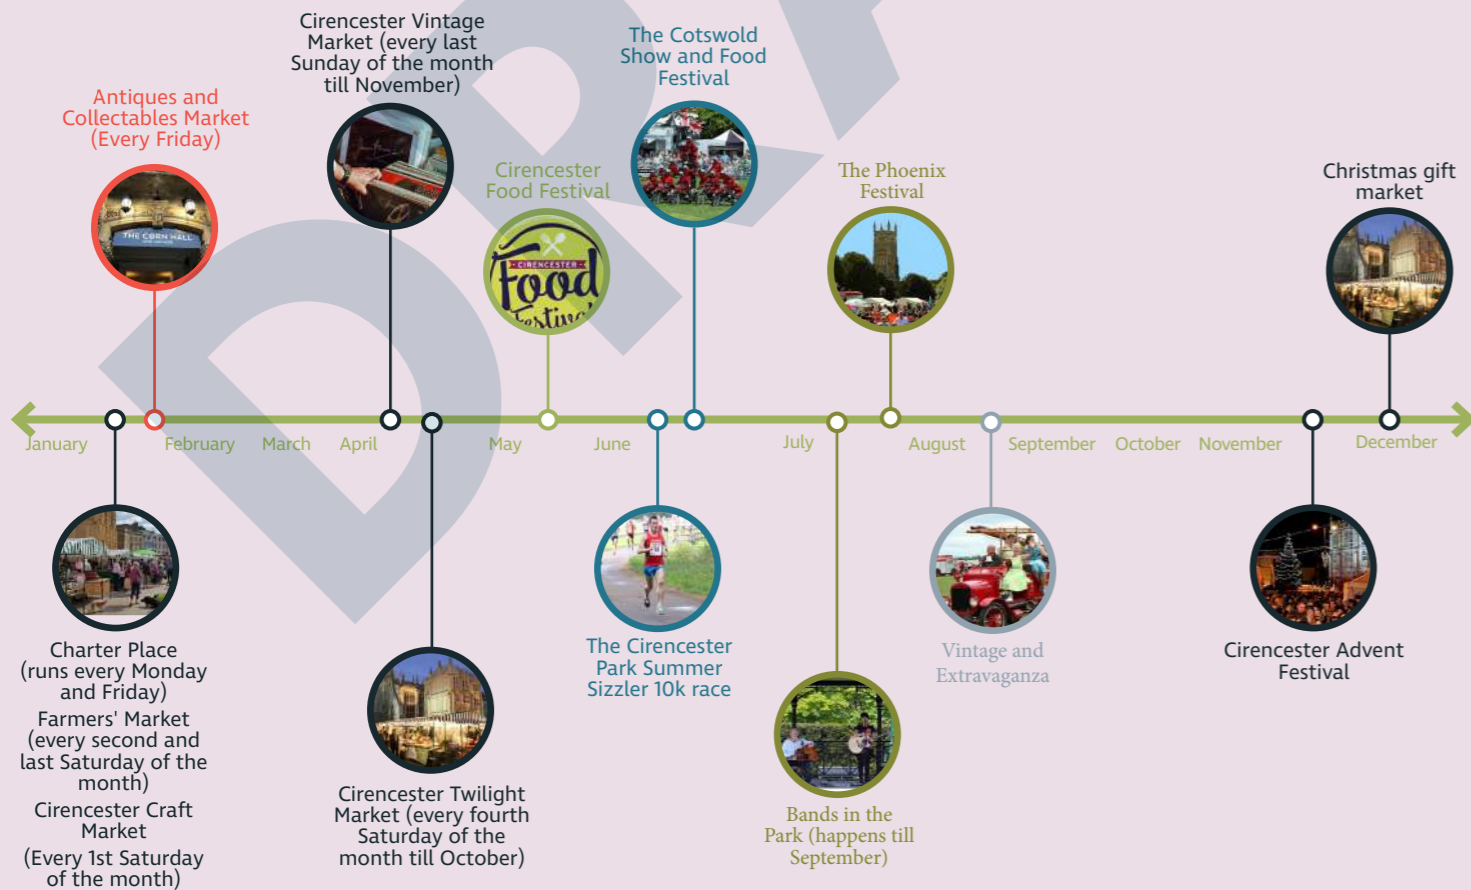 Cirencester Vintage
Market (every last
Sunday of the month
till November)
The Cotswold
Show and Food
Festival
Antiques and
Collectables Market
(Every Friday)
Cirencester
Food Festival
The Phoenix
Festival
Christmas gift
market
THE CORN HALL
CIRENCESTER
Food
Festival
January
February
March
April
May
June
July
August
September
October
November
December
Charter Place
(runs every Monday
and Friday)
Farmers' Market
(every second and
last Saturday of the
month)
Cirencester Craft
Market
(Every 1st Saturday
of the month)
Cirencester Twilight
Market (every fourth
Saturday of the
month till October)
The Cirencester
Park Summer
Sizzler 10k race
Bands in the
Park (happens till
September)
Vintage and
Extravaganza
Cirencester Advent
Festival